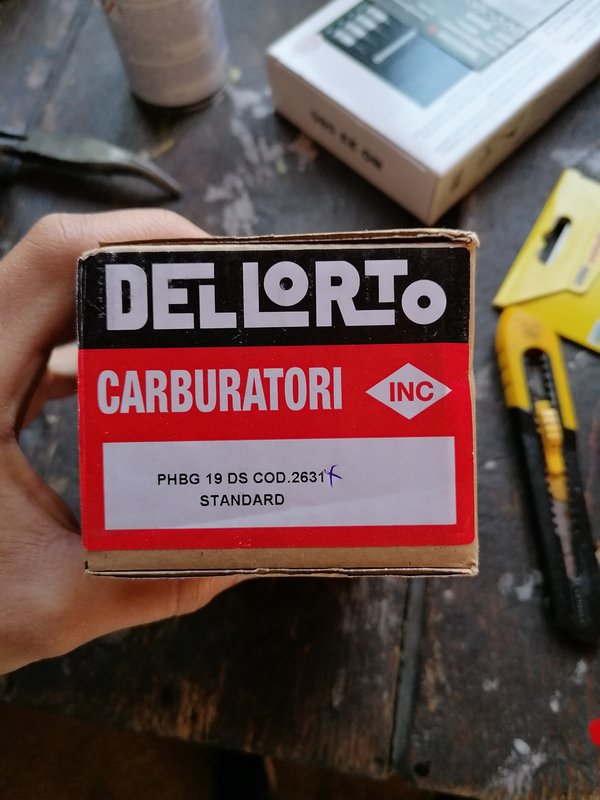 DELLORTO
CARBURATORI INC
PHBG 19 DS COD.2631
STANDARD